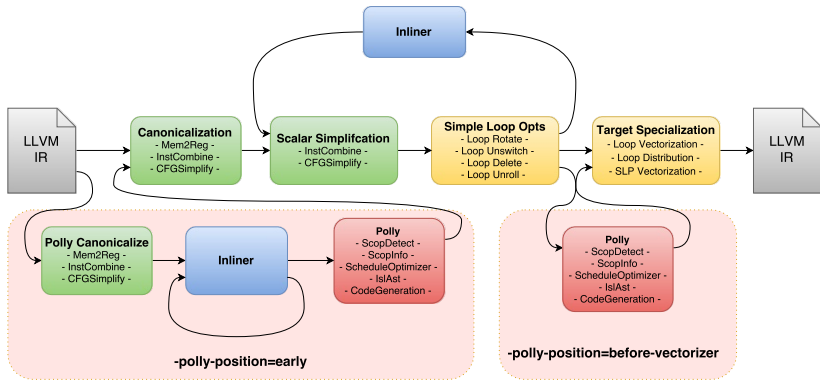 Inliner
LLVM
IR
Canonicalization
- Mem2Reg -
- InstCombine -
- CFGSimplify -
Scalar Simplifcation
- InstCombine -
- CFGSimplify -
Simple Loop Opts
- Loop Rotate -
- Loop Unswitch -
- Loop Delete -
- Loop Unroll -
Target Specialization
- Loop Vectorization -
- Loop Distribution -
- SLP Vectorization -
LLVM
IR
Polly Canonicalize
- Mem2Reg -
- InstCombine -
- CFGSimplify -
Inliner
Polly
- ScopDetect -
- ScopInfo -
- ScheduleOptimizer -
- IslAst -
- CodeGeneration -
-polly-position=early
Polly
- ScopDetect -
- ScopInfo -
- ScheduleOptimizer -
- IslAst -
- CodeGeneration -
-polly-position=before-vectorizer